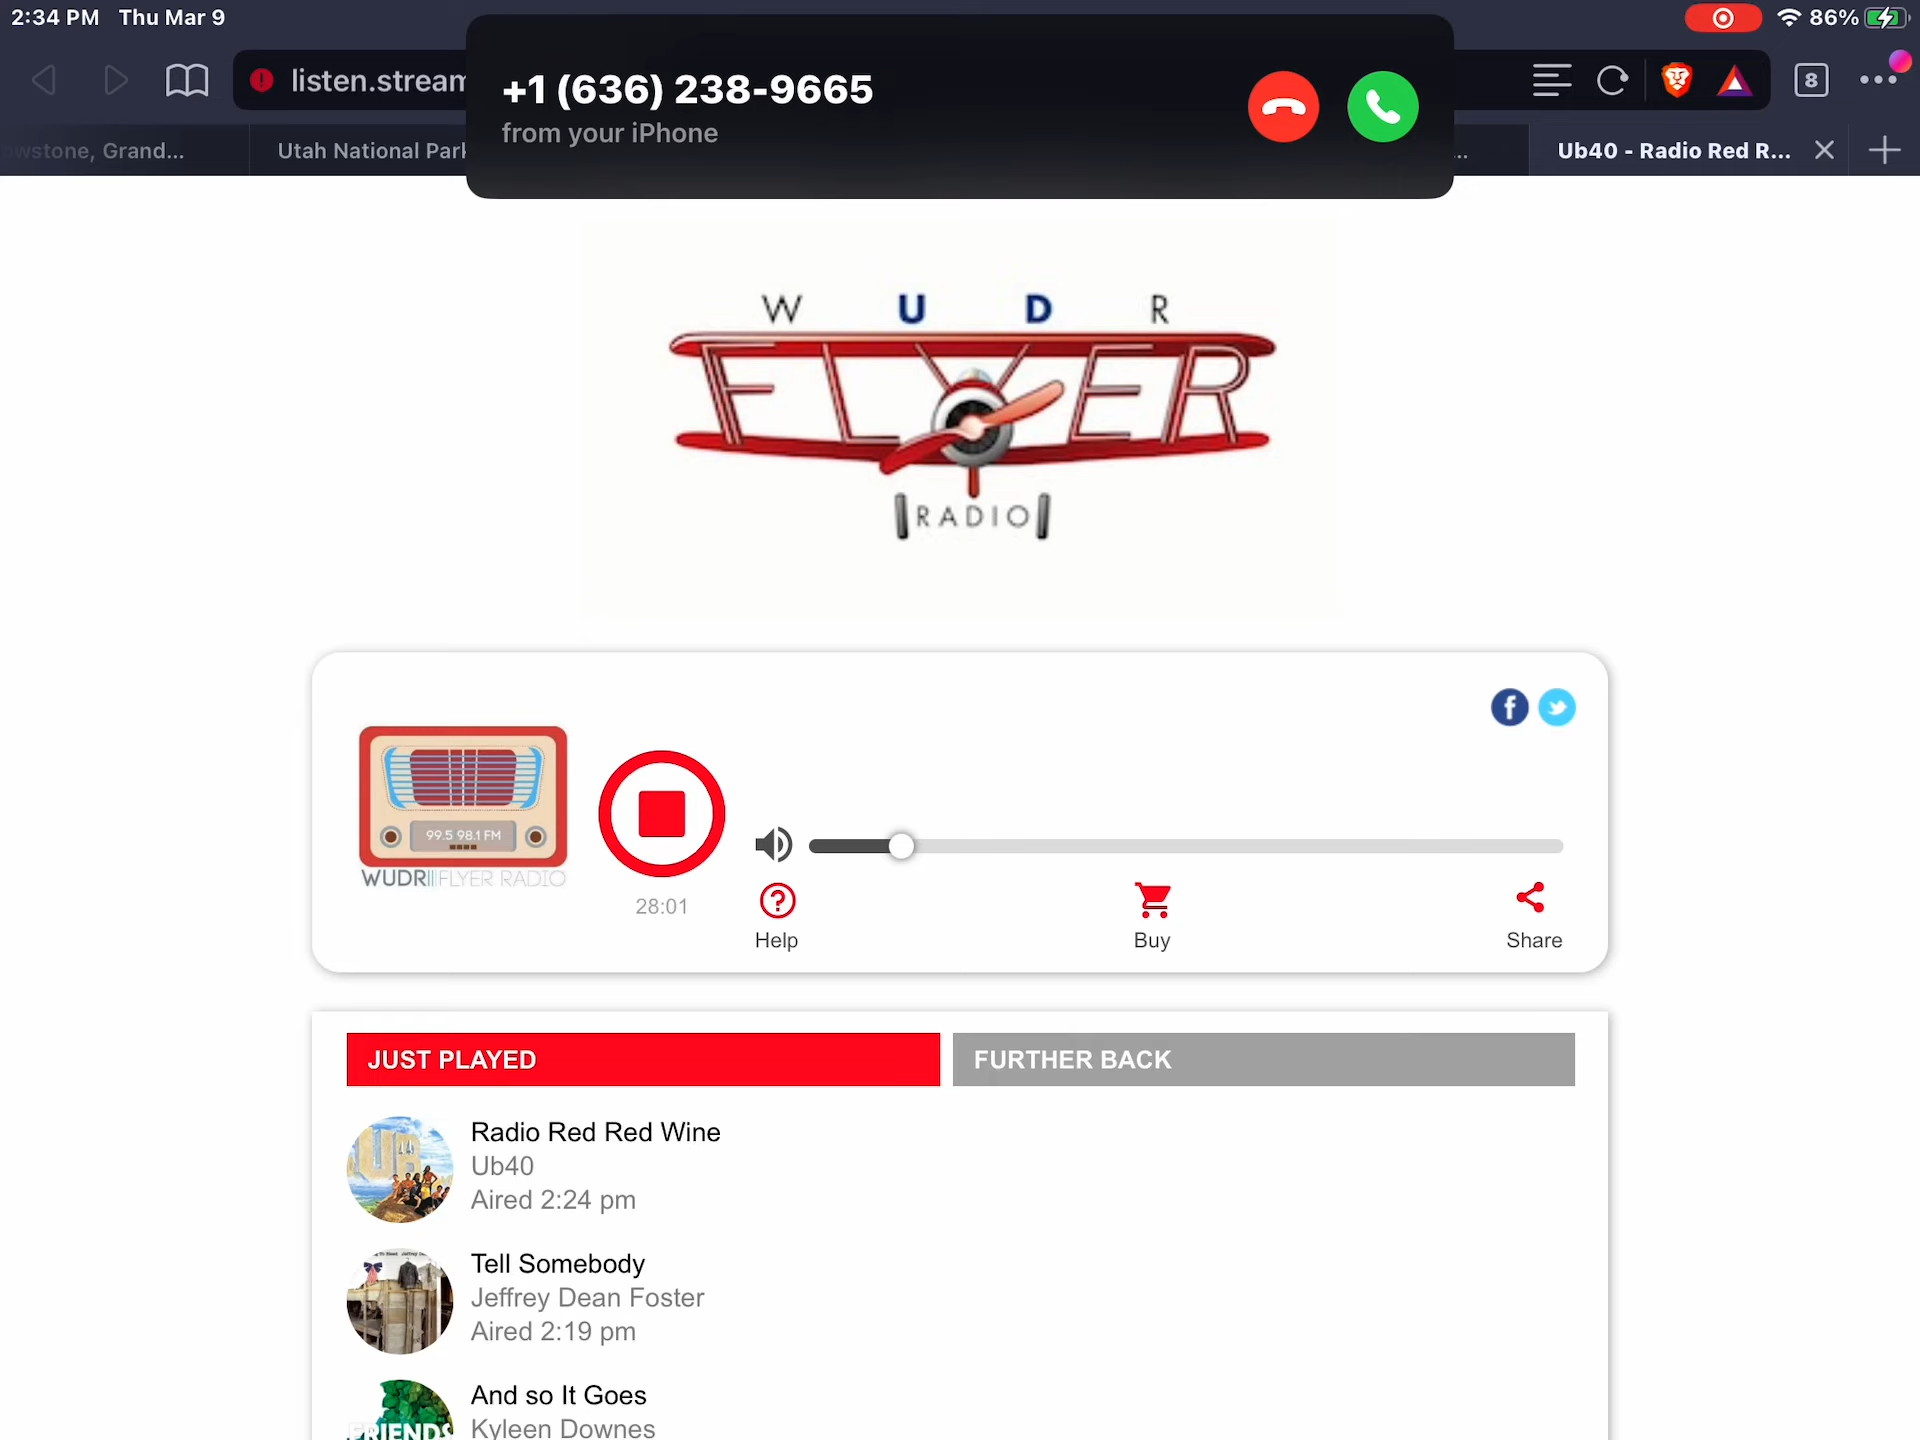 2:34 PM Thu Mar 9
86%
listen.stream
+1 (636) 238-9665
from your iPhone
8
wstone, Grand...
Utah National Park
...
Ub40 - Radio Red R...
W U D R
FLYER
RADIO
99.5 98.1 FM
WUDR FLYER RADIO
28:01
Help
Buy
Share
JUST PLAYED
FURTHER BACK
Radio Red Red Wine
Ub40
Aired 2:24 pm
Tell Somebody
Jeffrey Dean Foster
Aired 2:19 pm
And so It Goes
Kyleen Downes
FRIENDS